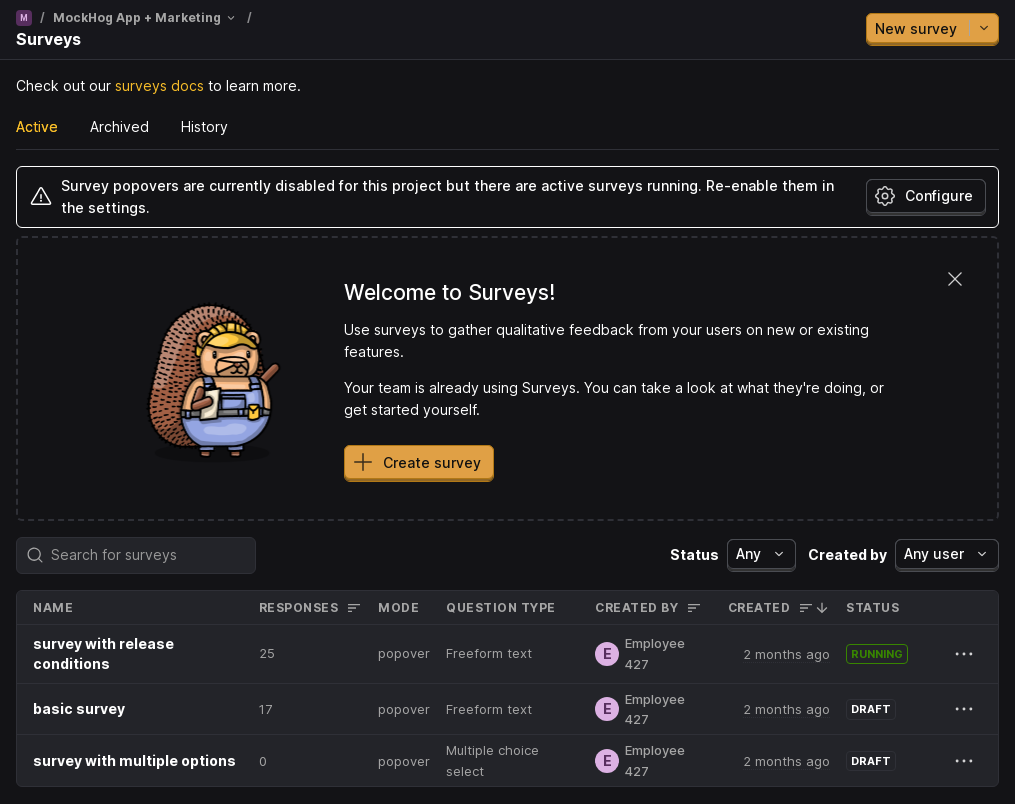 M / MockHog App + Marketing /
Surveys
New survey
Check out our surveys docs to learn more.
Active Archived History
Survey popovers are currently disabled for this project but there are active surveys running. Re-enable them in
the settings.
Configure
Welcome to Surveys!
Use surveys to gather qualitative feedback from your users on new or existing
features.
Your team is already using Surveys. You can take a look at what they're doing, or
get started yourself.
Create survey
Search for surveys
Status Any Created by Any user
NAME RESPONSES MODE QUESTION TYPE CREATED BY CREATED STATUS
survey with release
conditions
25 popover Freeform text E Employee
427
2 months ago RUNNING
basic survey 17 popover Freeform text E Employee
427
2 months ago DRAFT
survey with multiple options 0 popover Multiple choice
select
E Employee
427
2 months ago DRAFT